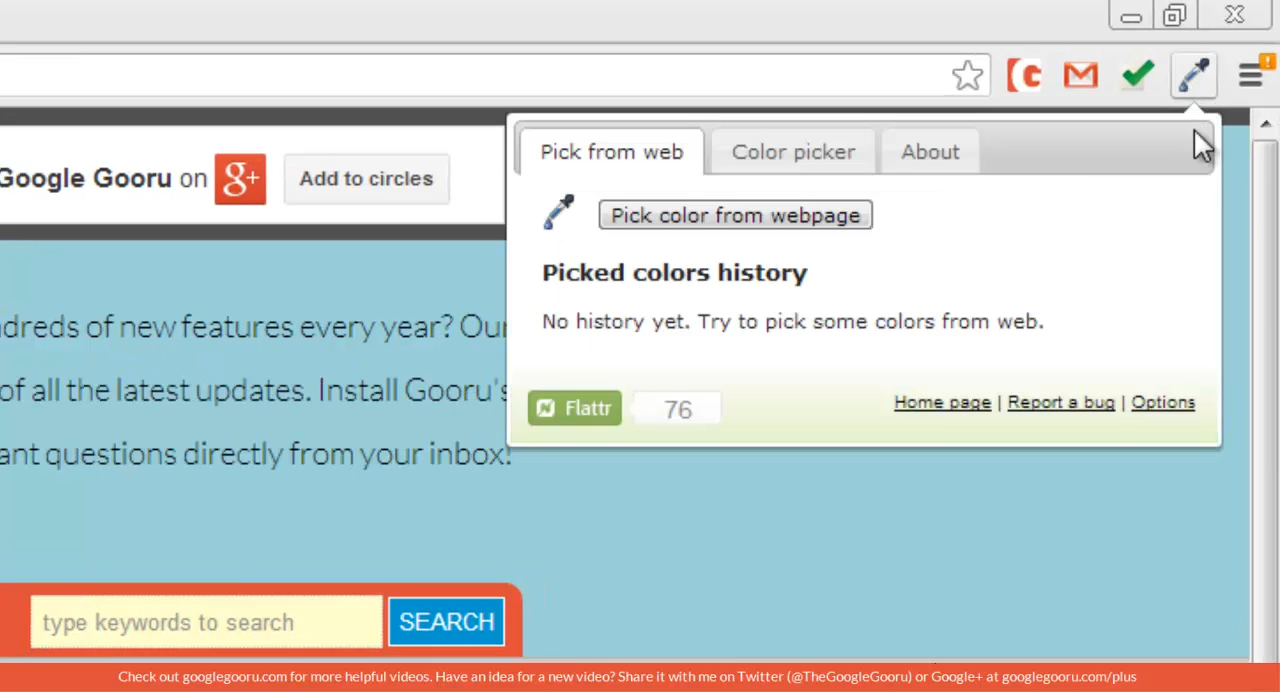 Google Gooru on g+ Add to circles
Pick from web Color picker About
Pick color from webpage
Picked colors history
No history yet. Try to pick some colors from web.
Flattr 76 Home page | Report a bug | Options
of new features every year?
of all the latest updates. Install Gooru's
questions directly from your inbox!
type keywords to search SEARCH
Check out googlegooru.com for more helpful videos. Have an idea for a new video? Share it with me on Twitter (@TheGoogleGooru) or Google+ at googlegooru.com/plus